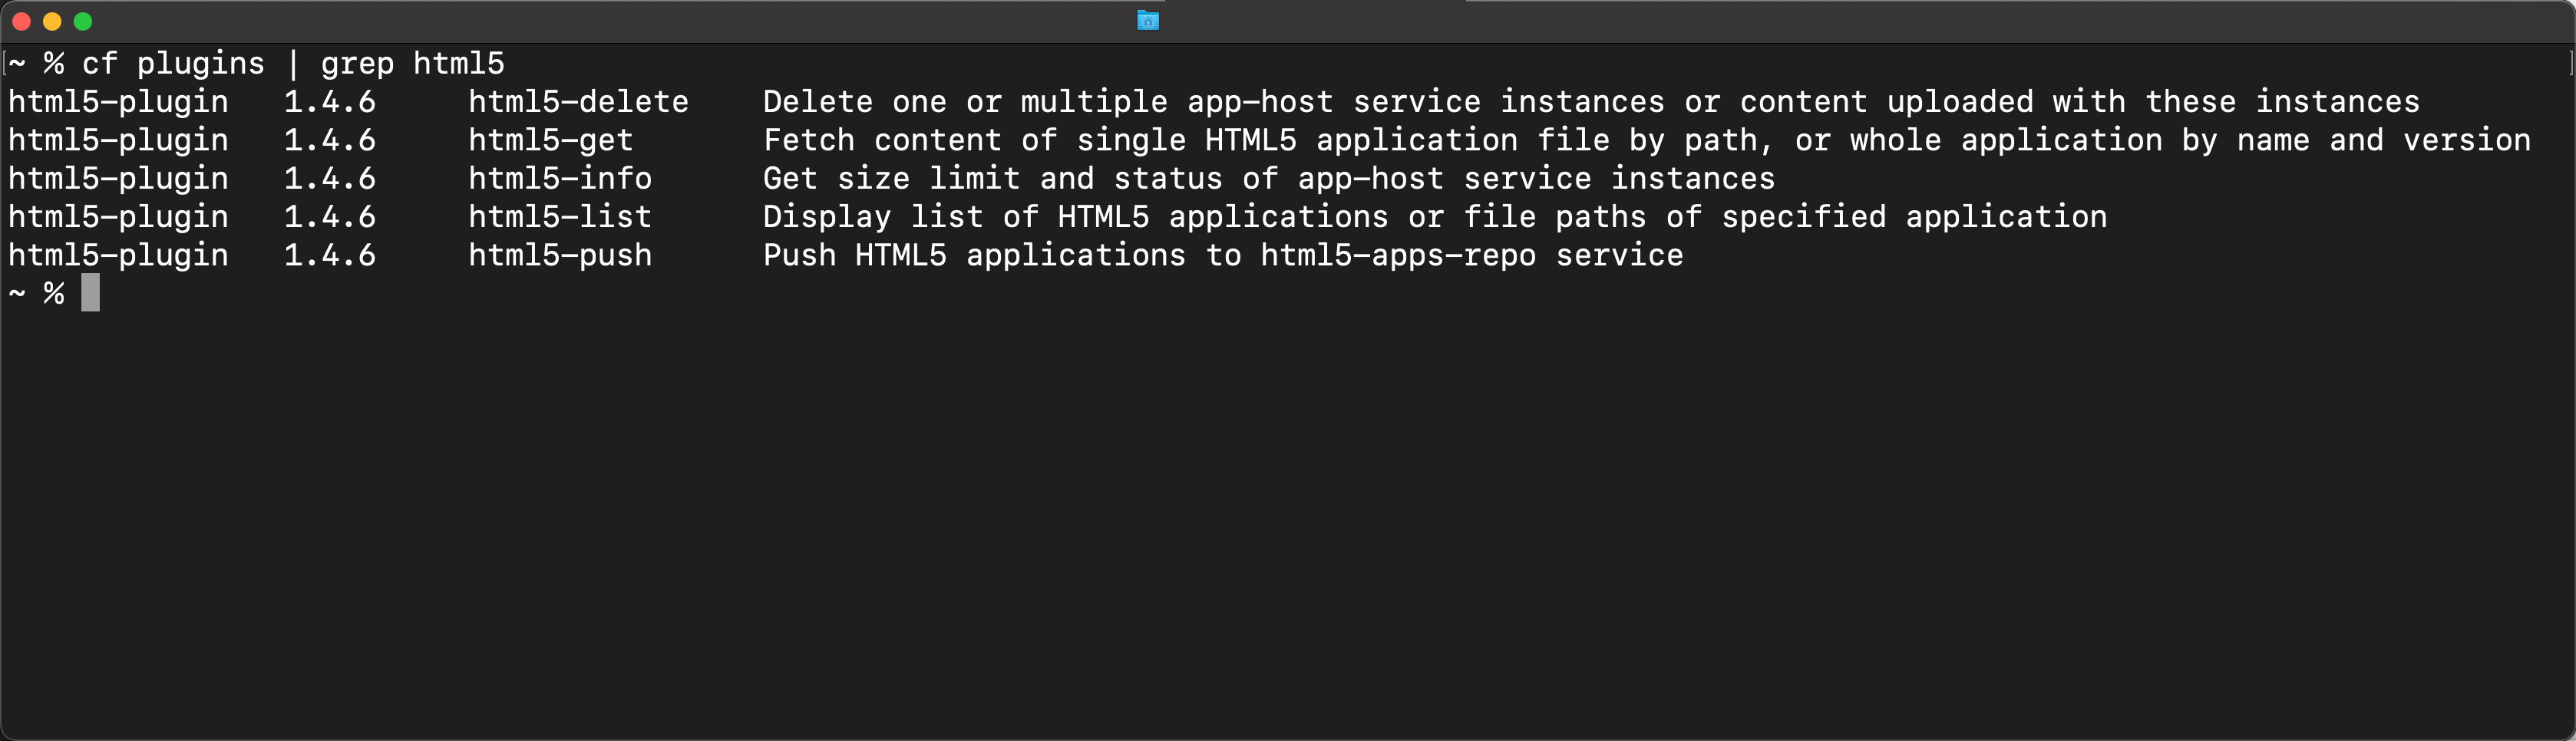 ~ % cf plugins | grep html5
html5-plugin   1.4.6     html5-delete    Delete one or multiple app-host service instances or content uploaded with these instances
html5-plugin   1.4.6     html5-get       Fetch content of single HTML5 application file by path, or whole application by name and version
html5-plugin   1.4.6     html5-info      Get size limit and status of app-host service instances
html5-plugin   1.4.6     html5-list      Display list of HTML5 applications or file paths of specified application
html5-plugin   1.4.6     html5-push      Push HTML5 applications to html5-apps-repo service
~ %